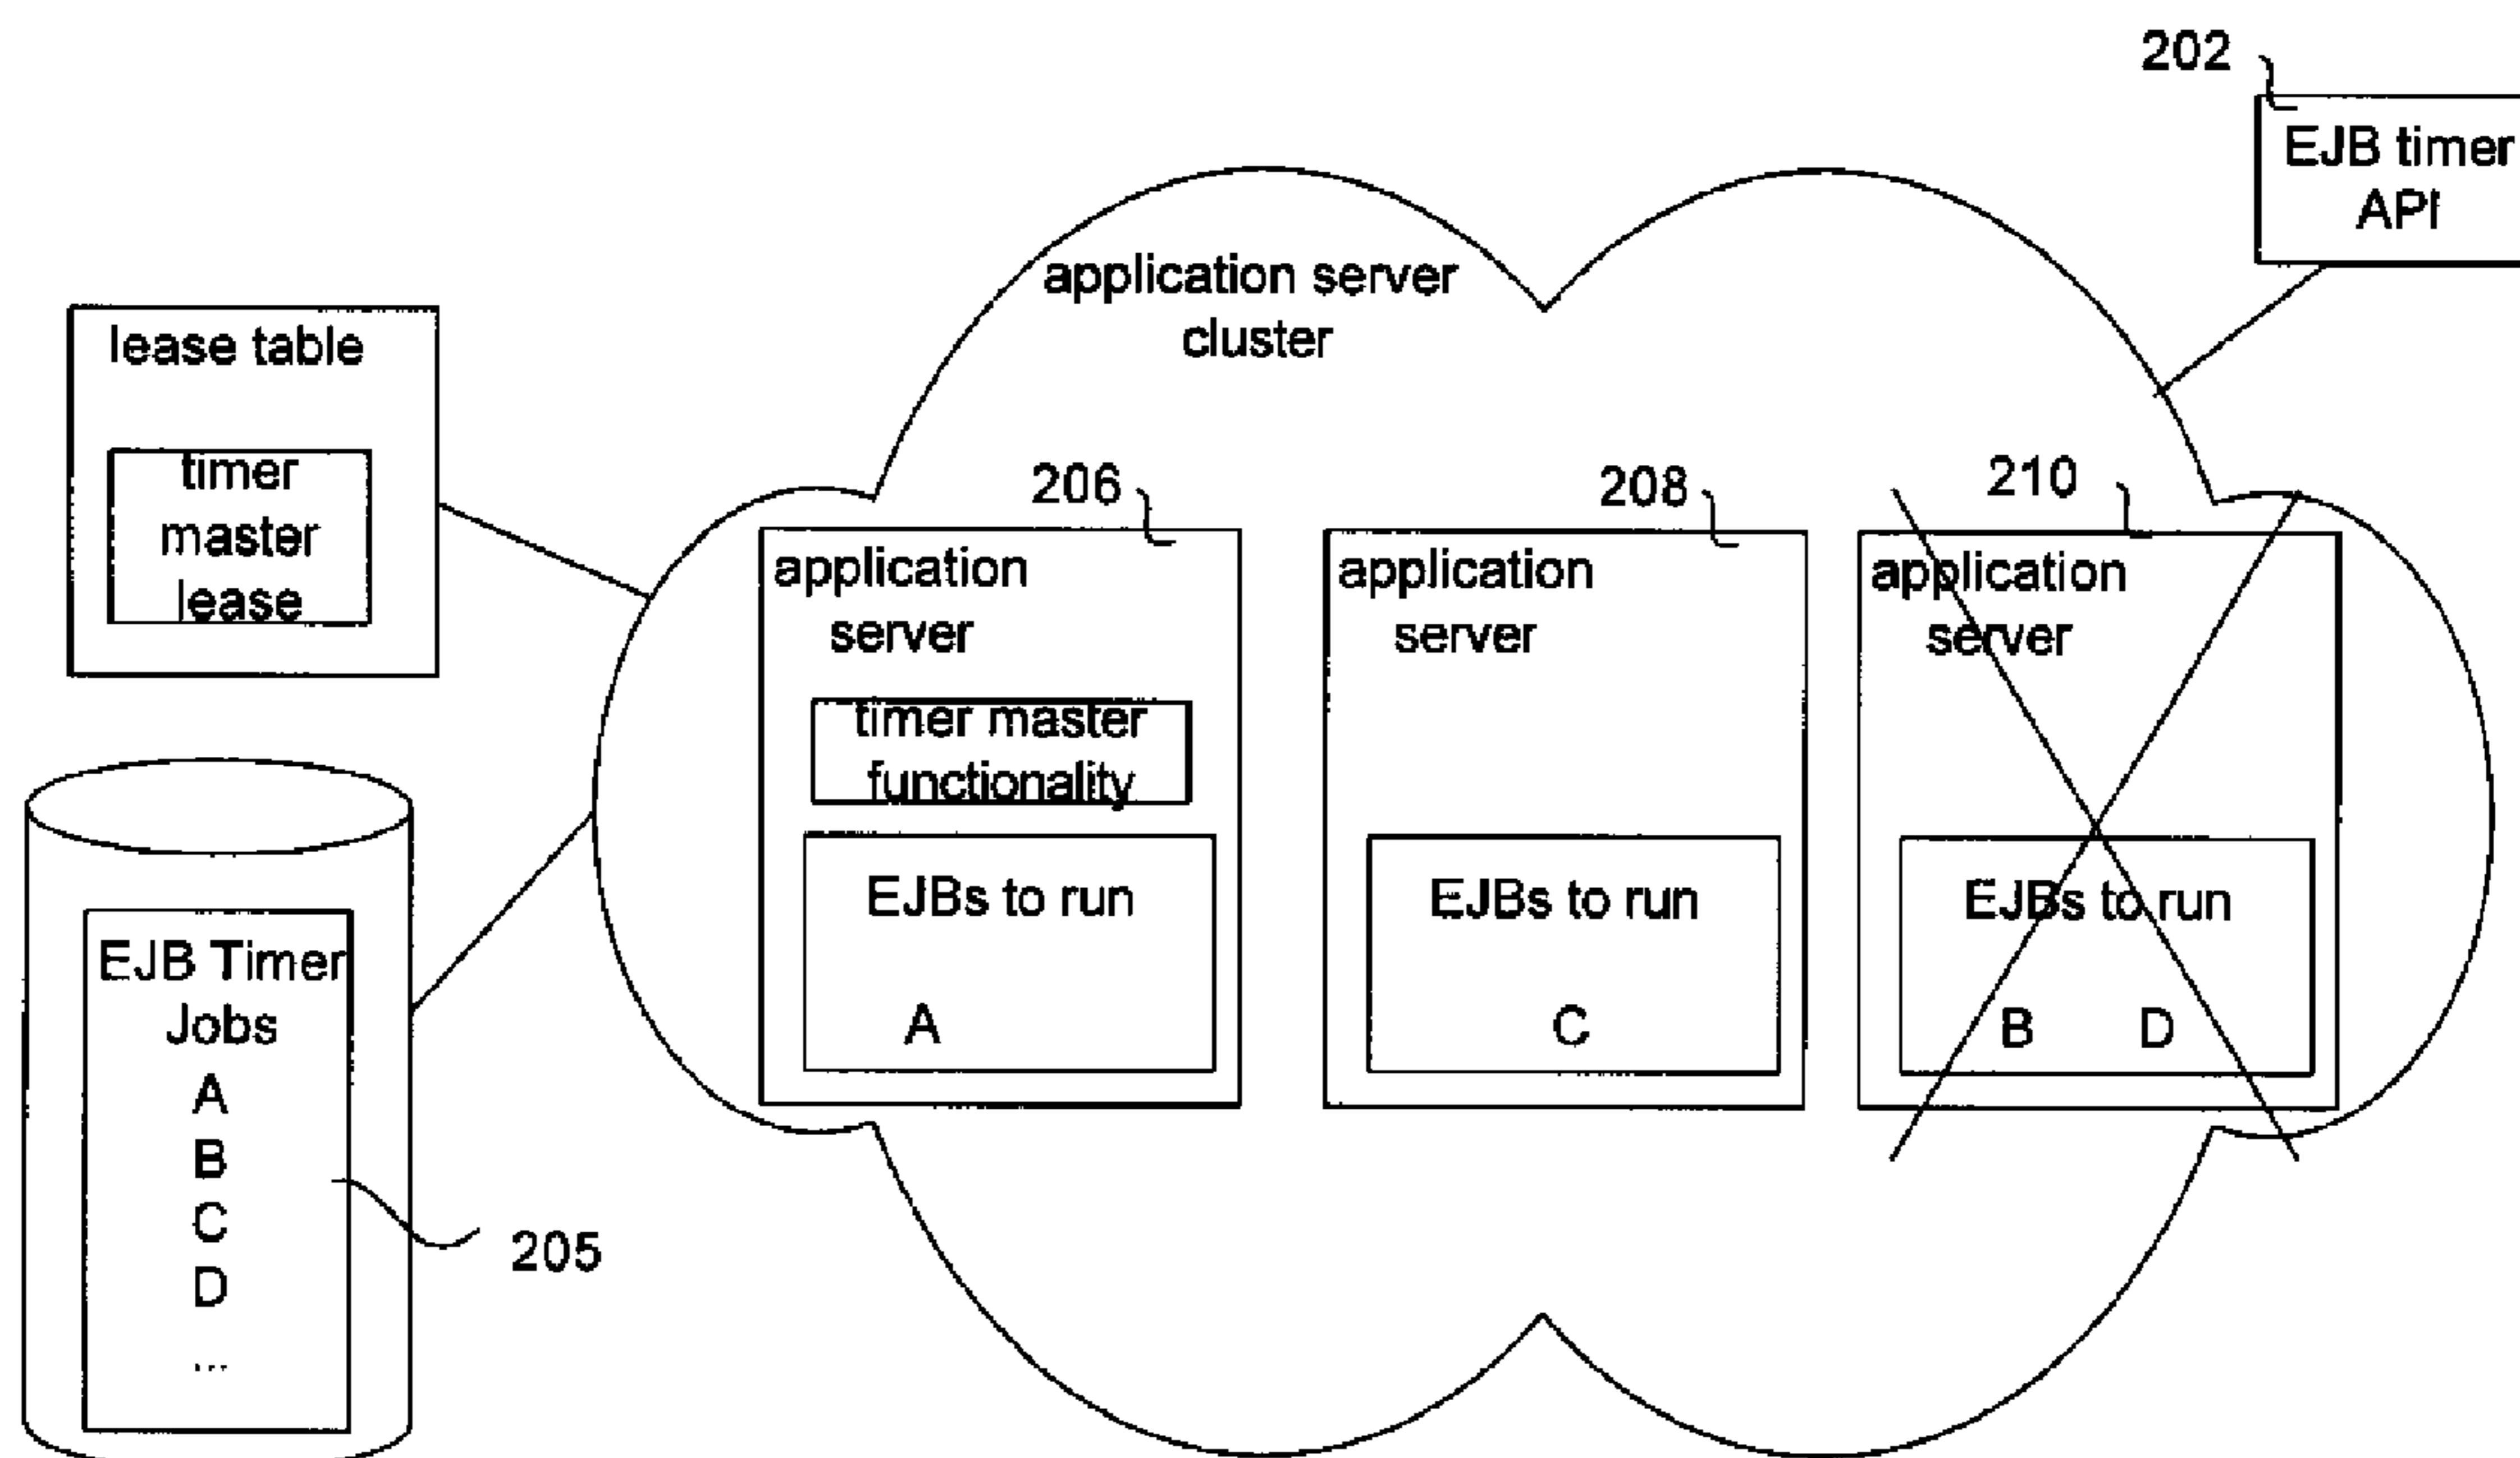 202
EJB timer
API
application server
cluster
lease table
timer
master
lease
206
208
210
application
server
application
server
application
server
timer master
functionality
EJBs to run
A
EJBs to run
C
EJBs to run
B D
EJB Timer
Jobs
A
B
C
D
...
205